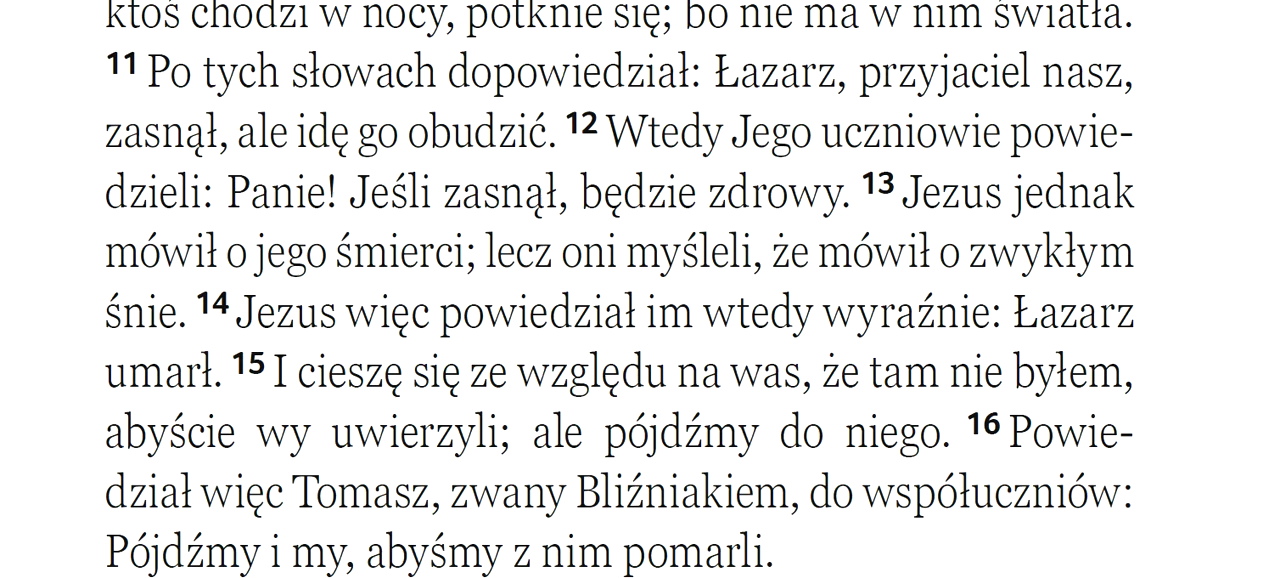 ktoś chodzi w nocy, potknie się; bo nie ma w nim światła.
11 Po tych słowach dopowiedział: Łazarz, przyjaciel nasz,
zasnął, ale idę go obudzić. 12 Wtedy Jego uczniowie powie-
dzieli: Panie! Jeśli zasnął, będzie zdrowy. 13 Jezus jednak
mówił o jego śmierci; lecz oni myśleli, że mówił o zwykłym
śnie. 14 Jezus więc powiedział im wtedy wyraźnie: Łazarz
umarł. 15 I cieszę się ze względu na was, że tam nie byłem,
abyście wy uwierzyli; ale pójdźmy do niego. 16 Powie-
dział więc Tomasz, zwany Bliźniakiem, do współuczniów:
Pójdźmy i my, abyśmy z nim pomarli.